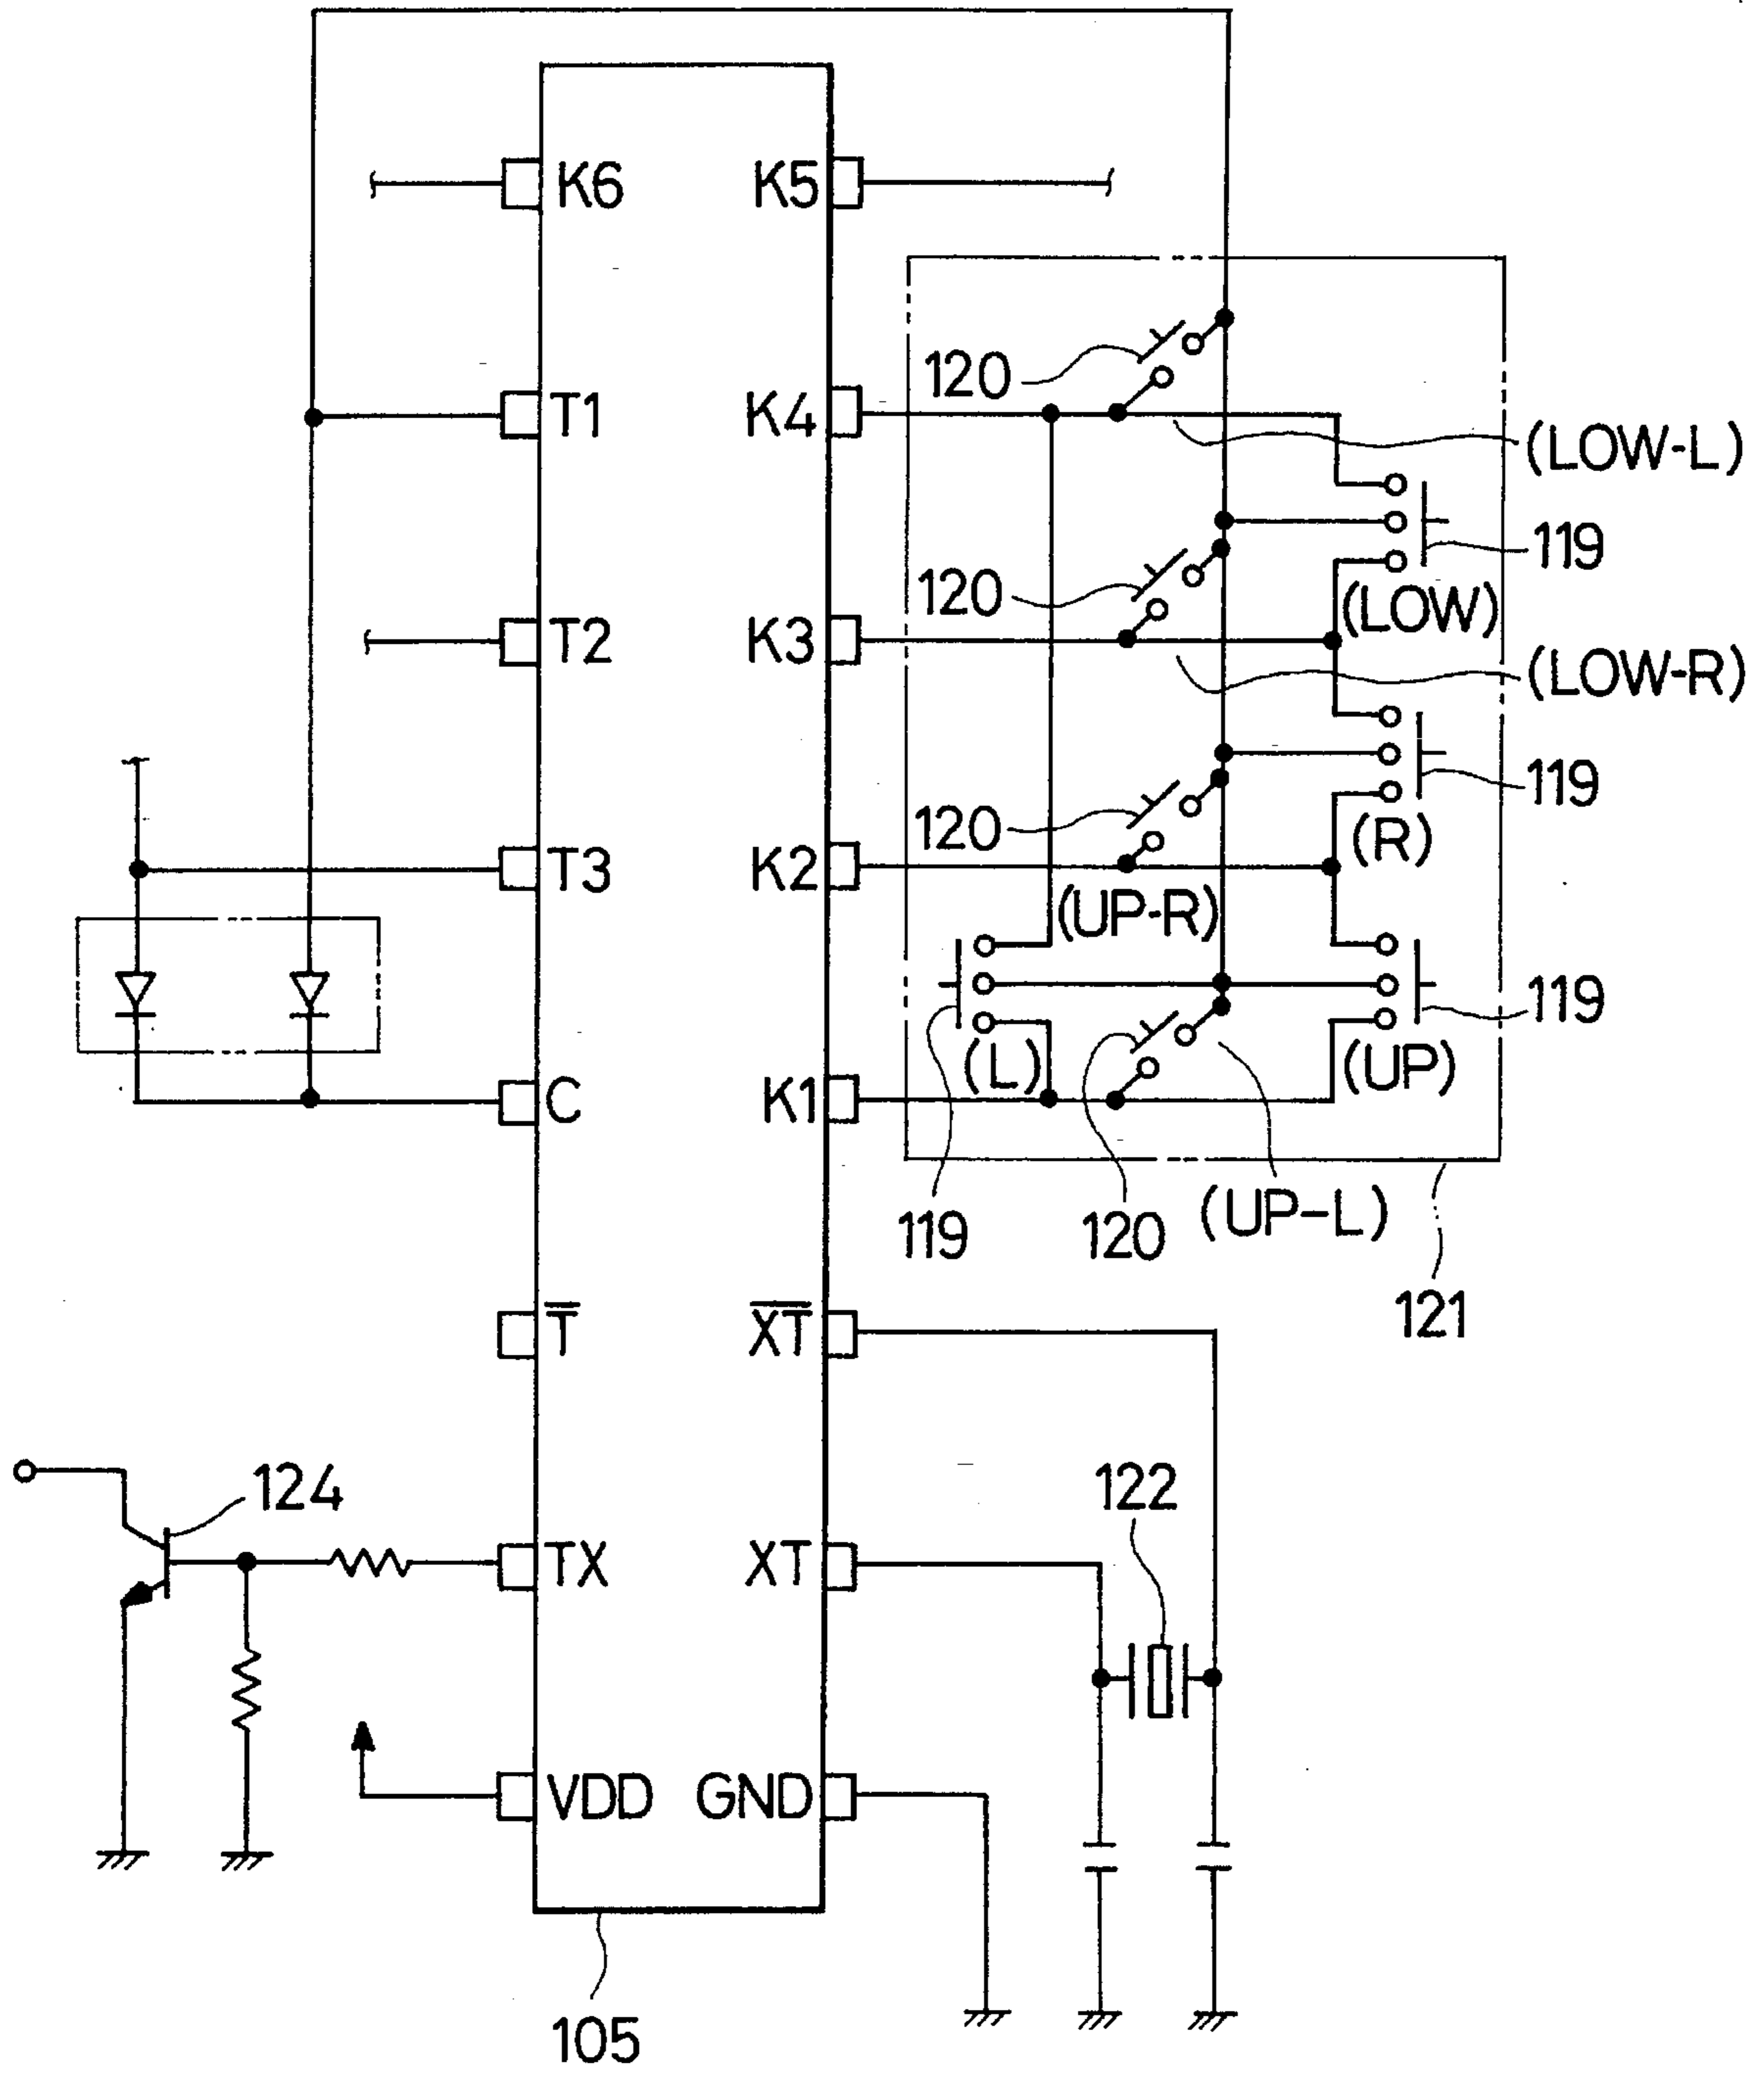 K6 K5
120
T1 K4
(LOW-L)
119
120
(LOW)
T2 K3
(LOW-R)
119
120
(R)
T3 K2
(UP-R)
119
(L)
(UP)
C K1
119 120 (UP-L)
121
T̅ X̅T̅
124 122
TX XT
VDD GND
105